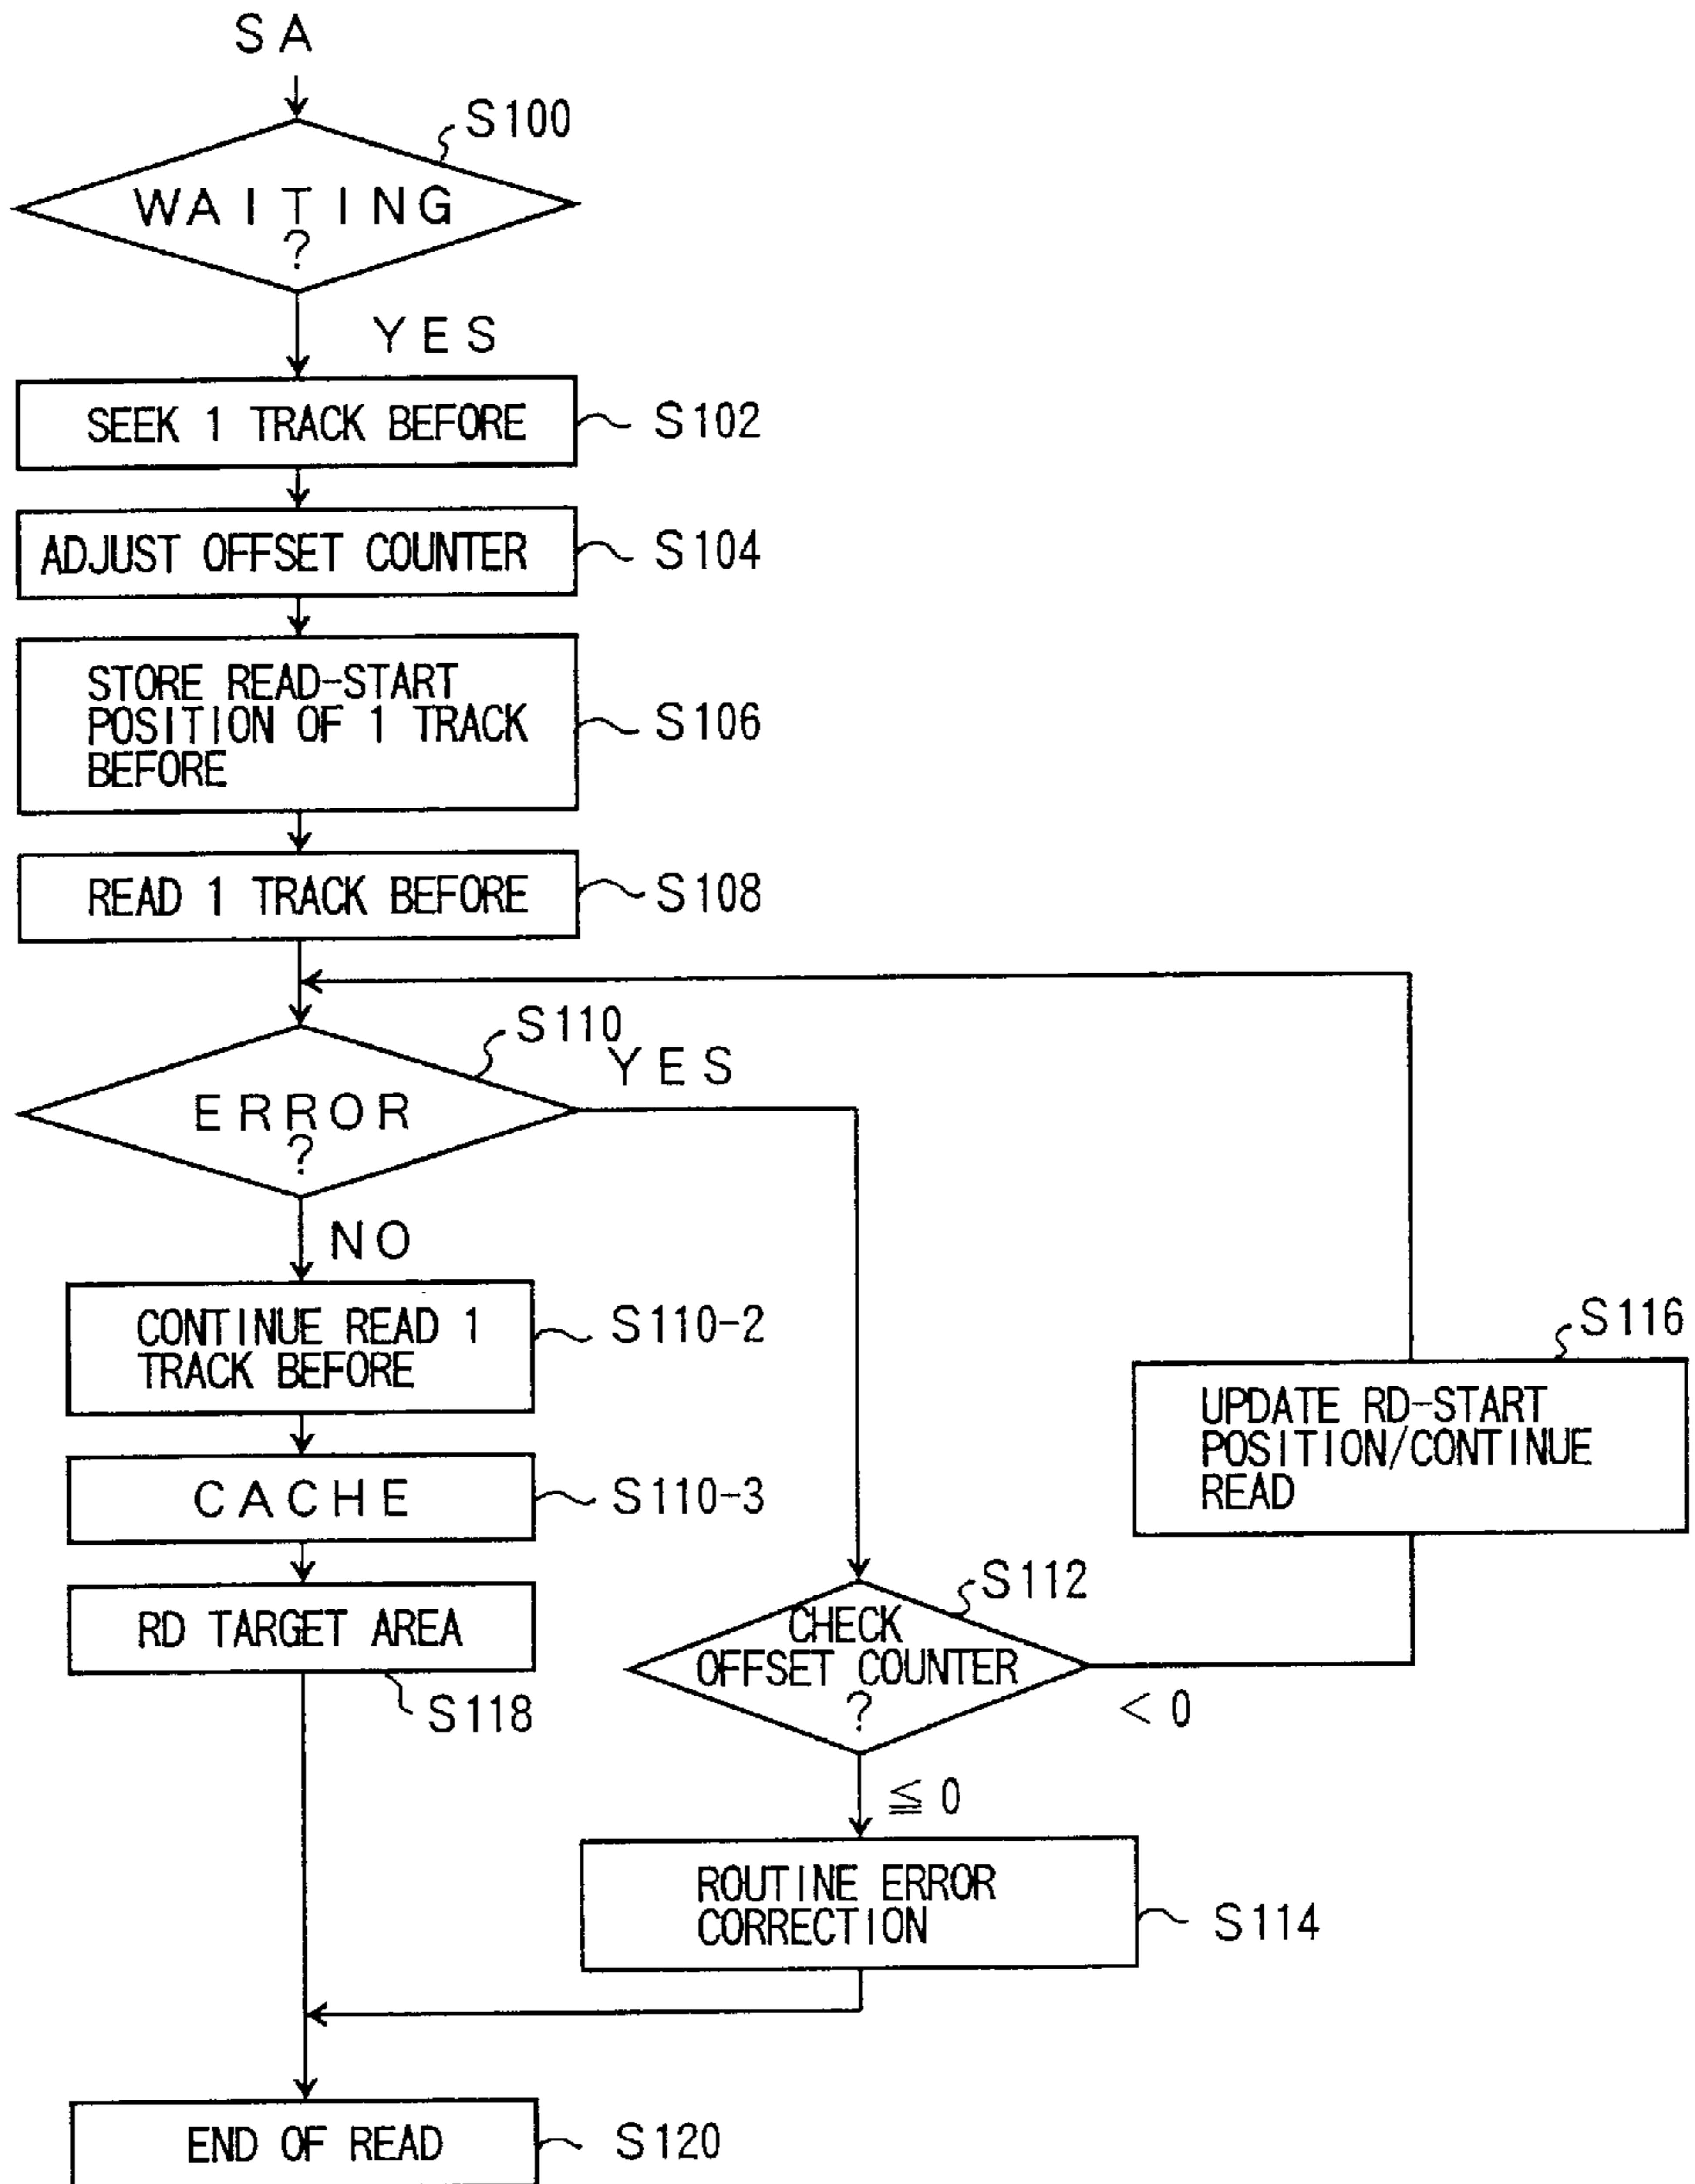 SA
S100
WAITING
?
YES
SEEK 1 TRACK BEFORE
S102
ADJUST OFFSET COUNTER
S104
STORE READ-START
POSITION OF 1 TRACK
BEFORE
S106
READ 1 TRACK BEFORE
S108
S110
YES
ERROR
?
NO
CONTINUE READ 1
TRACK BEFORE
S110-2
S116
UPDATE RD-START
POSITION/CONTINUE
READ
CACHE
S110-3
S112
CHECK
OFFSET COUNTER
?
< 0
RD TARGET AREA
S118
≦ 0
ROUTINE ERROR
CORRECTION
S114
END OF READ
S120